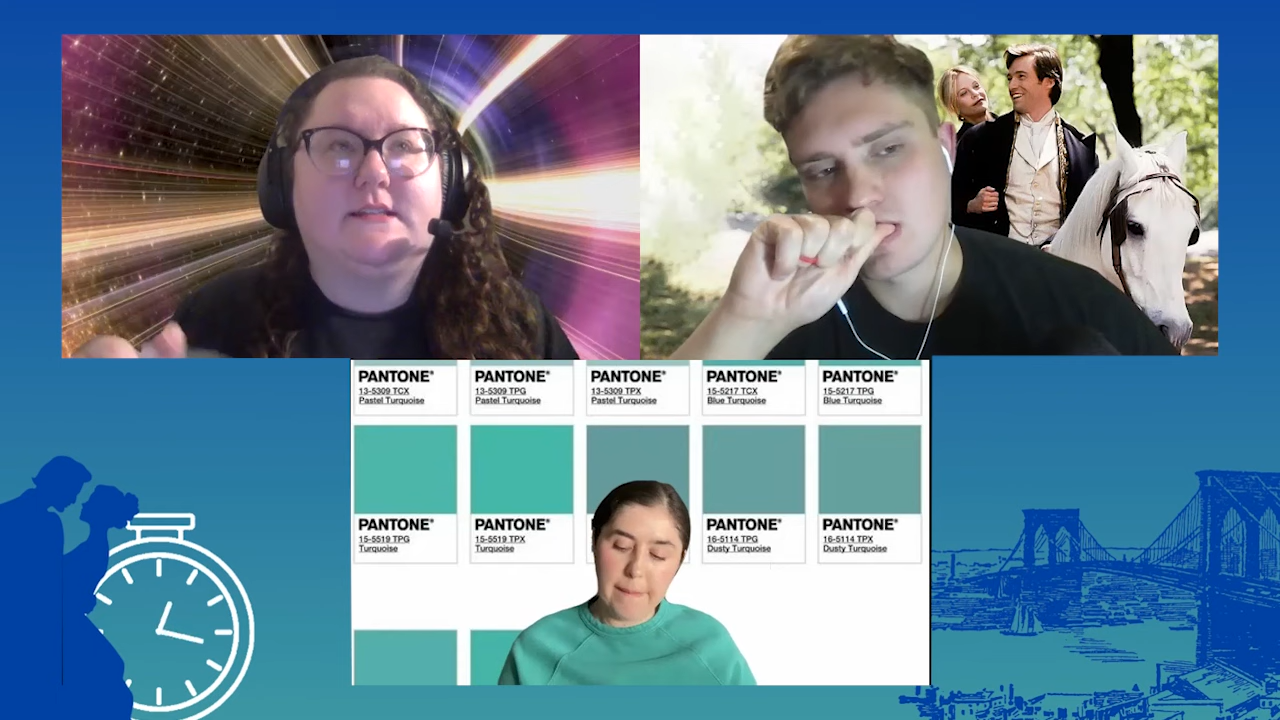 PANTONE®
13-5309 TCX
Pastel Turquoise
PANTONE®
13-5309 TPG
Pastel Turquoise
PANTONE®
13-5309 TPX
Pastel Turquoise
PANTONE®
15-5217 TCX
Blue Turquoise
PANTONE®
15-5217 TPG
Blue Turquoise
PANTONE®
15-5519 TPG
Turquoise
PANTONE®
15-5519 TPX
Turquoise
PANTONE®
16-5114 TPG
Dusty Turquoise
PANTONE®
16-5114 TPX
Dusty Turquoise